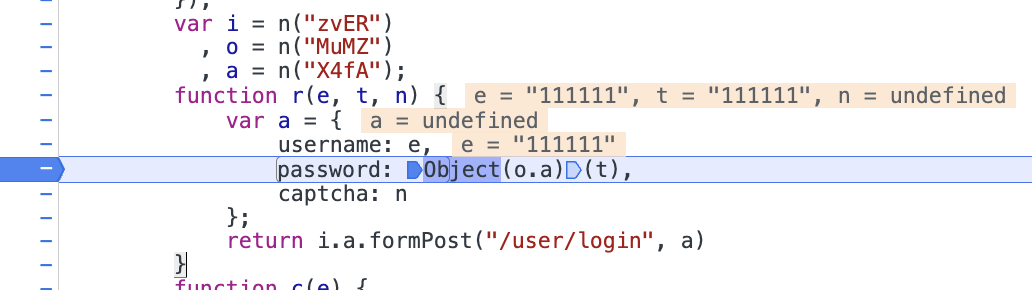 });
var i = n("zvER")
, o = n("MuMZ")
, a = n("X4fA");
function r(e, t, n) { e = "111111", t = "111111", n = undefined
var a = { a = undefined
username: e, e = "111111"
password: Object(o.a)(t),
captcha: n
};
return i.a.formPost("/user/login", a)
}
function c(e) {